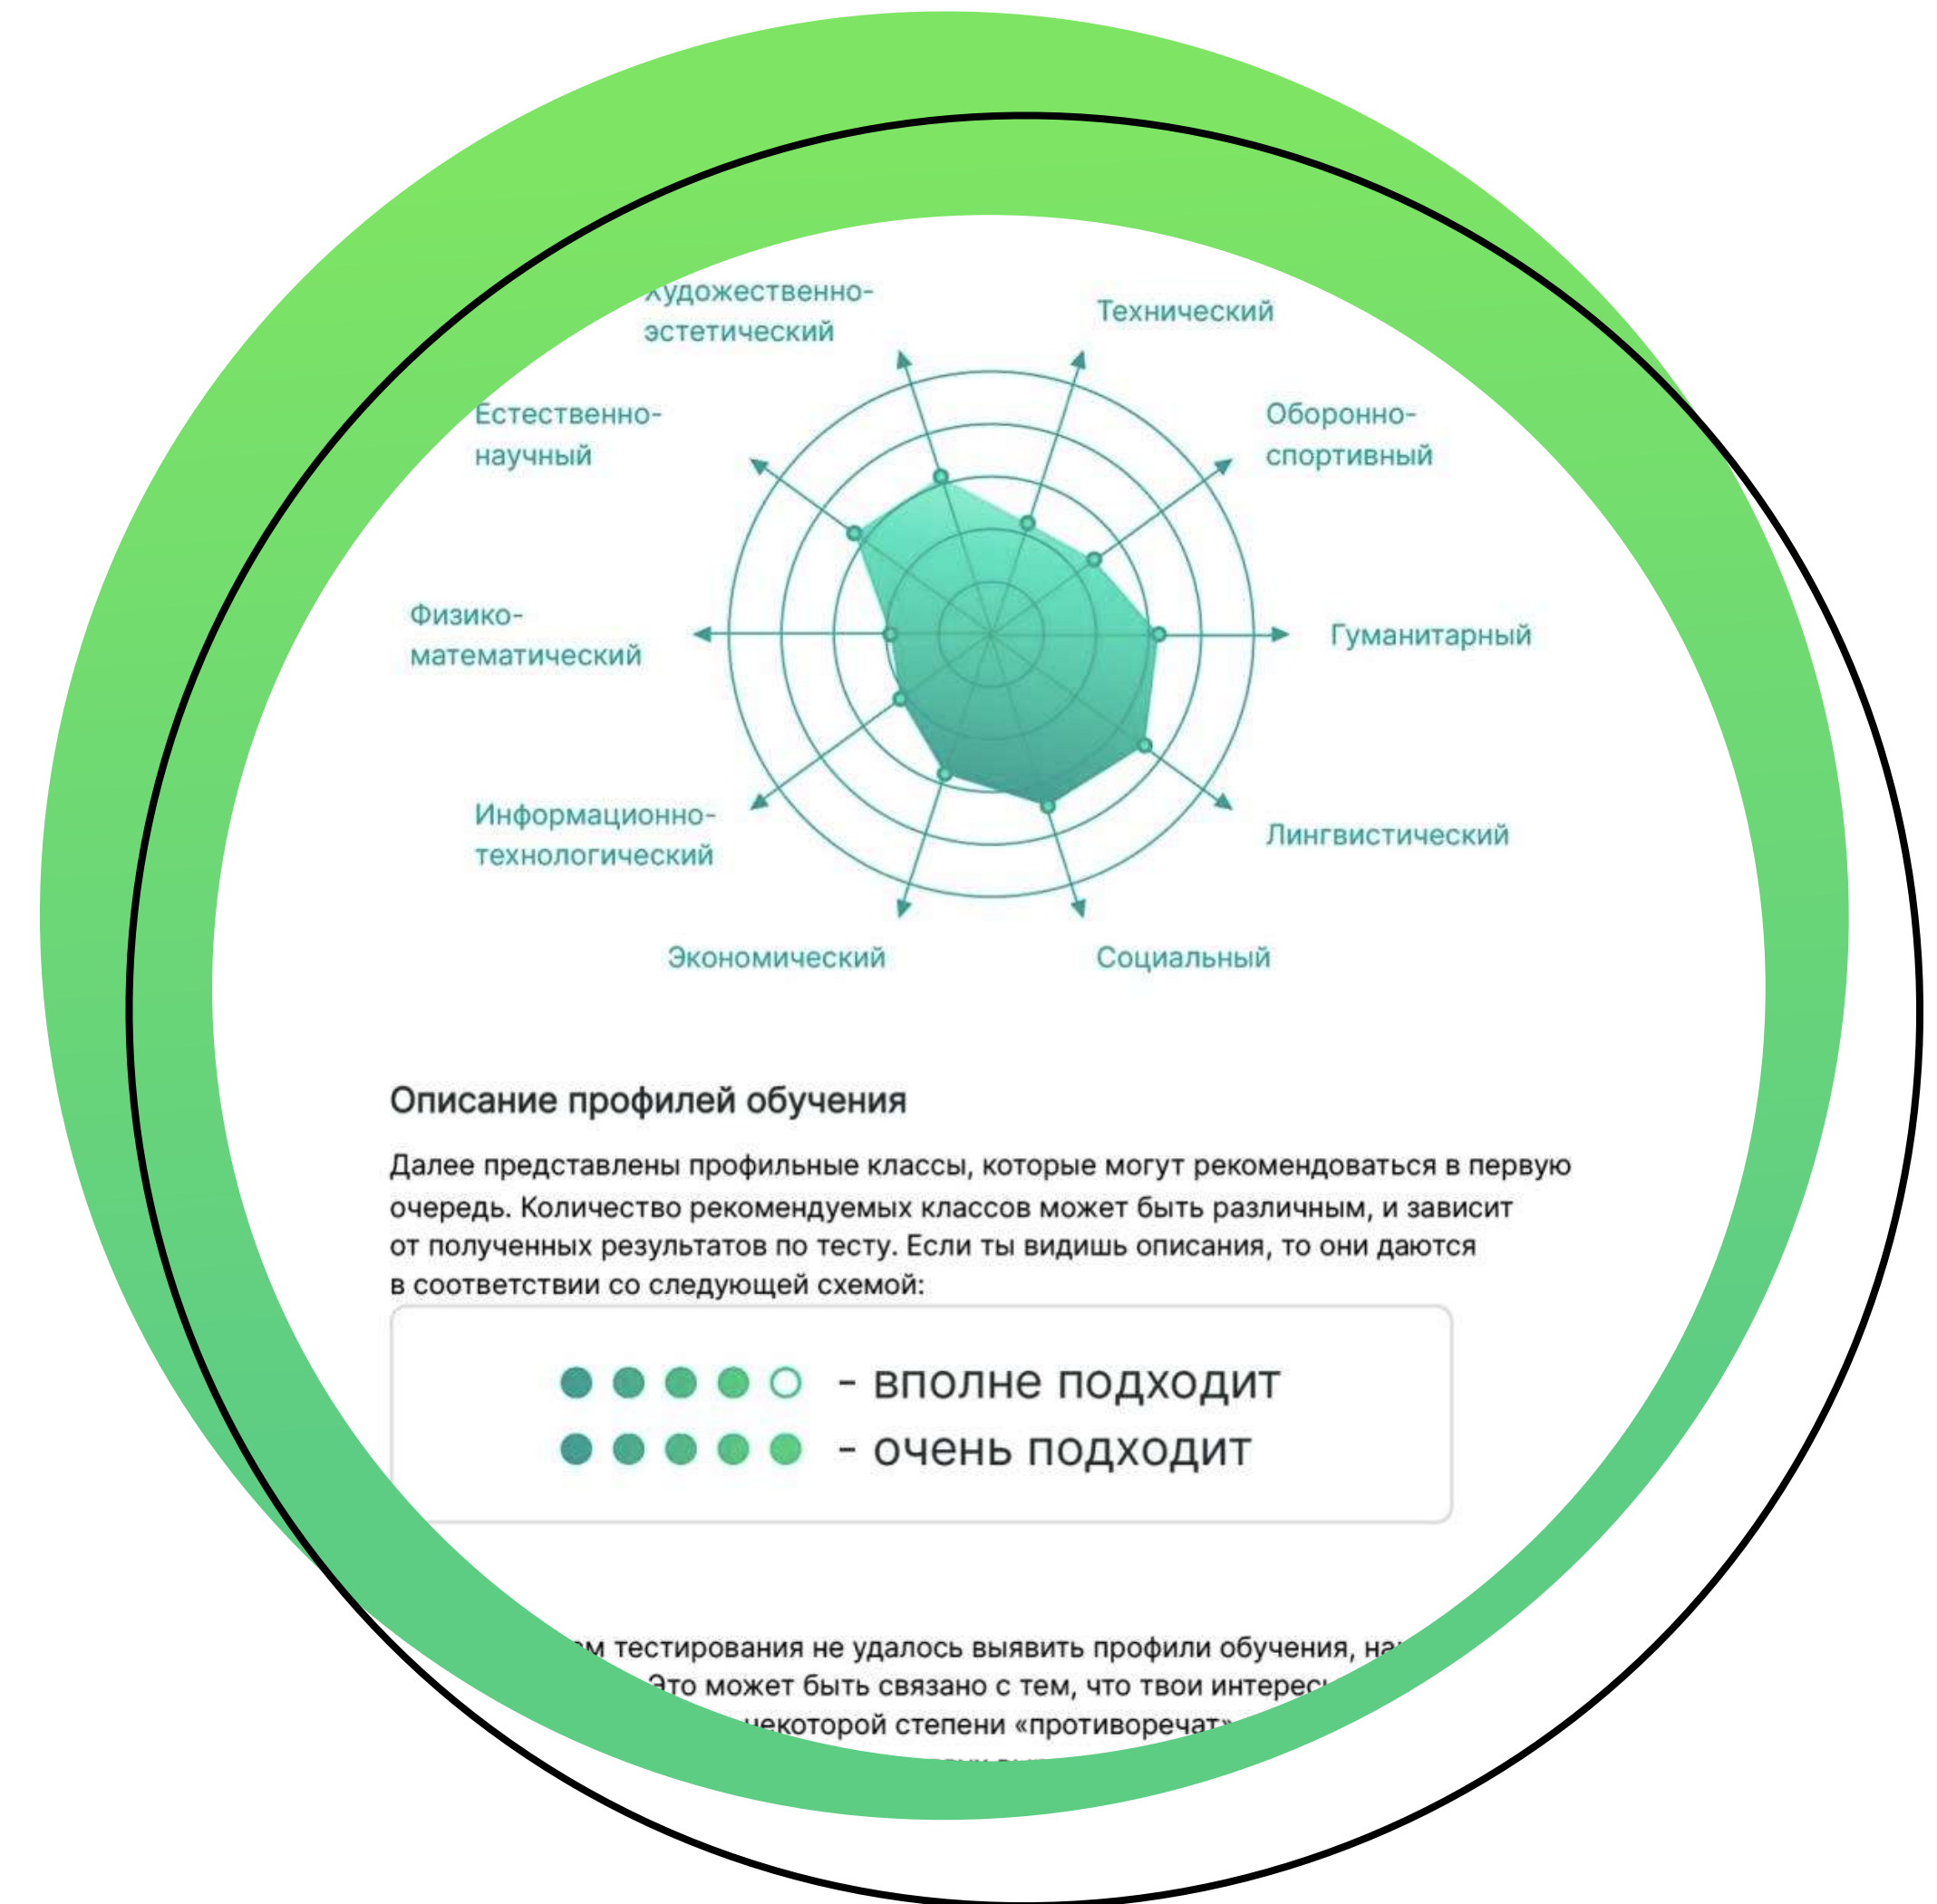 Художественно-
эстетический
Технический
Естественно-
научный
Оборонно-
спортивный
Физико-
математический
Гуманитарный
Информационно-
технологический
Лингвистический
Экономический
Социальный
Описание профилей обучения
Далее представлены профильные классы, которые могут рекомендоваться в первую
очередь. Количество рекомендуемых классов может быть различным, и зависит
от полученных результатов по тесту. Если ты видишь описания, то они даются
в соответствии со следующей схемой:
- вполне подходит
- очень подходит
тестирования не удалось выявить профили обучения,
Это может быть связано с тем, что твои
некоторой степени «противоречат»